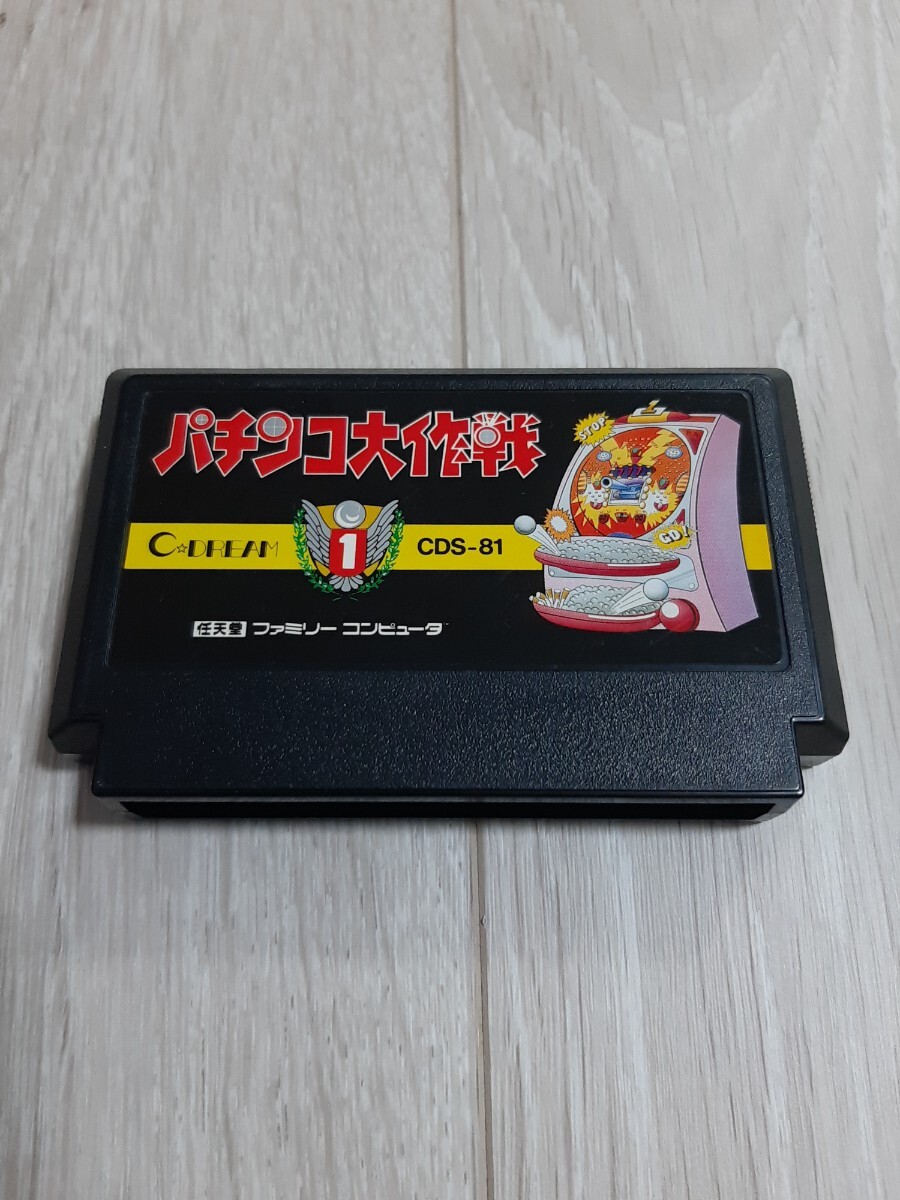 パチンコ大作戦
STOP
C☆DREAM
1
CDS-81
任天堂 ファミリー コンピュータ